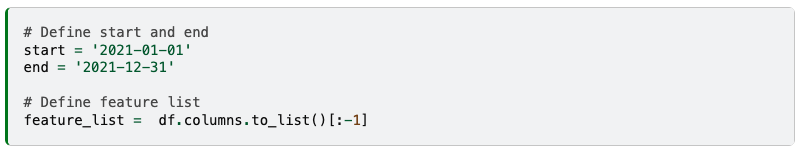 # Define start and end
start = '2021-01-01'
end = '2021-12-31'
# Define feature list
feature_list =  df.columns.to_list()[:-1]